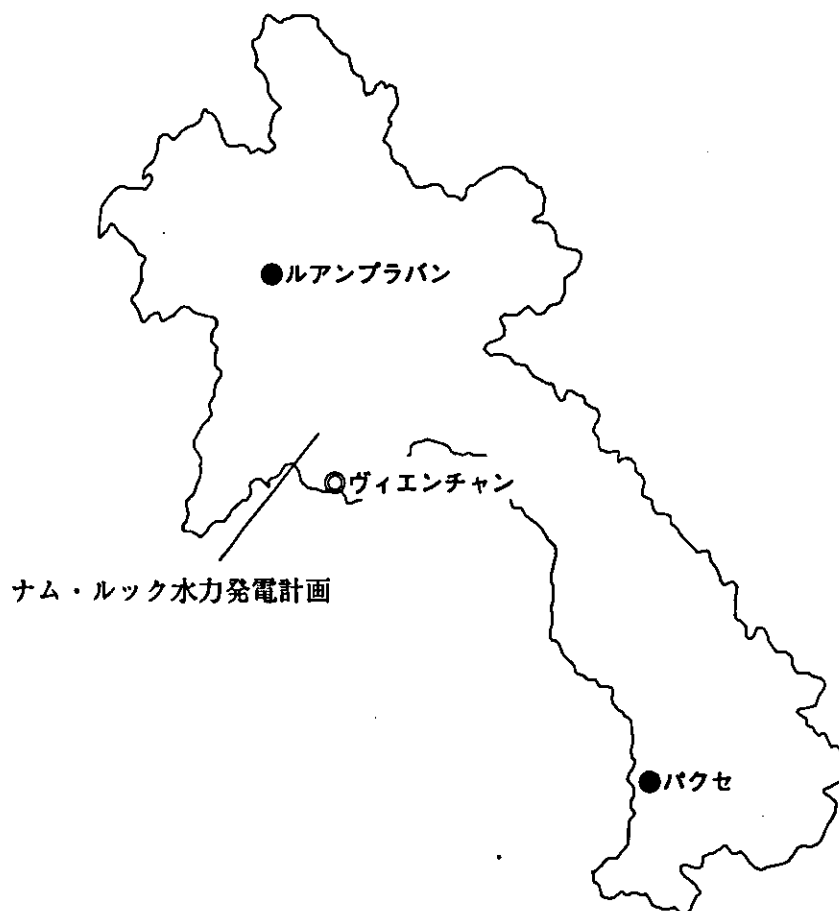 ルアンプラバン
ヴィエンチャン
ナム・ルック水力発電計画
パクセ